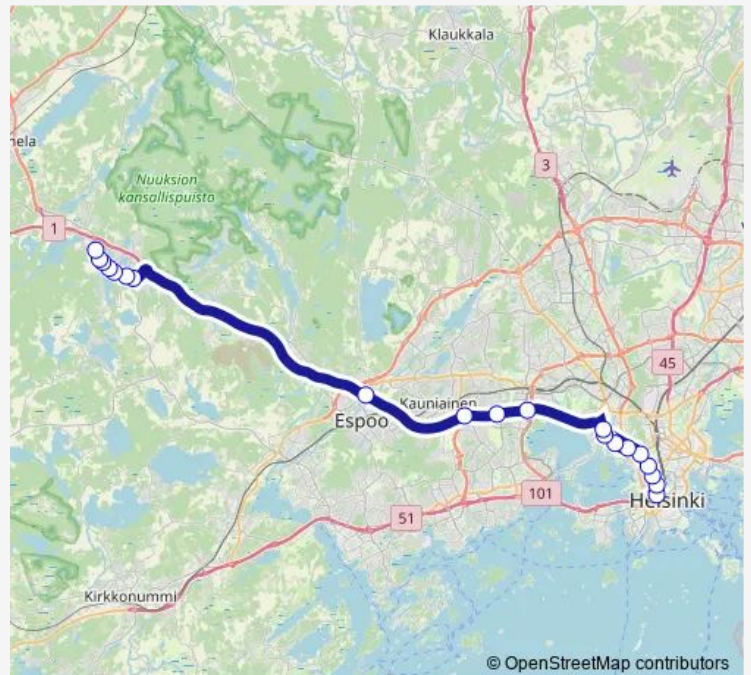 Klaukkala
3
Nuuksion
kansallispuisto
1
45
Kauniainen
Espoo
Helsinki
101
51
Kirkkonummi
© OpenStreetMap contributors